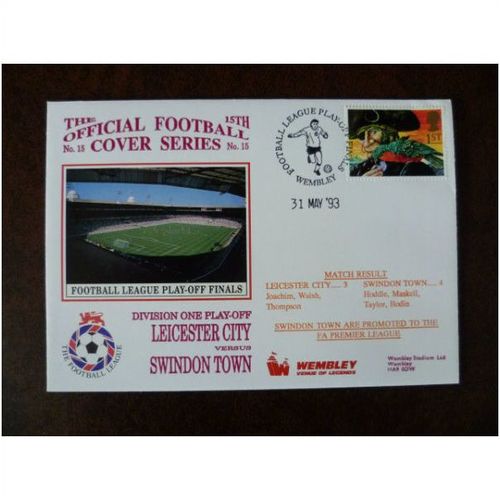 THE 15TH
OFFICIAL FOOTBALL
No. 15 COVER SERIES No. 15
FOOTBALL LEAGUE PLAY-OFF FINALS
WEMBLEY
31 MAY '93
1ST
FOOTBALL LEAGUE PLAY-OFF FINALS
MATCH RESULT
LEICESTER CITY.... 3 SWINDON TOWN.... 4
Joachim, Walsh, Hoddle, Maskell,
Thompson Taylor, Bodin
SWINDON TOWN ARE PROMOTED TO THE
FA PREMIER LEAGUE
DIVISION ONE PLAY-OFF
LEICESTER CITY
VERSUS
SWINDON TOWN
THE FOOTBALL LEAGUE
WEMBLEY
VENUE OF LEGENDS
Wembley Stadium Ltd
Wembley
HA9 0DW